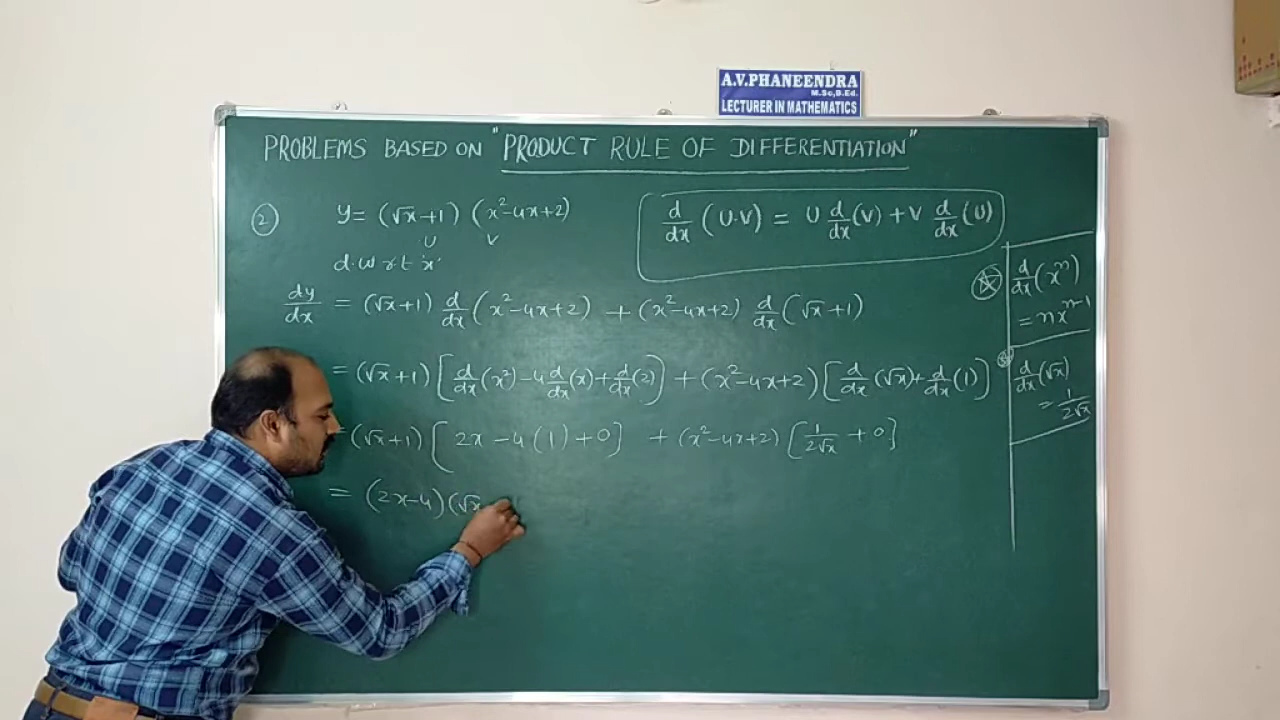 A.V.PHANEENDRA
M.Sc,B.Ed.
LECTURER IN MATHEMATICS
PROBLEMS BASED ON "PRODUCT RULE OF DIFFERENTIATION"
② y = (√x+1) (x²-4x+2)
U V
d.w r t 'x'
d/dx (U.V) = U d/dx (V) + V d/dx (U)
dy/dx = (√x+1) d/dx (x²-4x+2) + (x²-4x+2) d/dx (√x+1)
= (√x+1) [d/dx (x²) - 4 d/dx (x) + d/dx (2)] + (x²-4x+2) [d/dx (√x) + d/dx (1)]
= (√x+1) [2x - 4(1) + 0] + (x²-4x+2) [1/2√x + 0]
= (2x-4)(√x
d/dx (xⁿ)
= nxⁿ⁻¹
d/dx (√x)
= 1/2√x